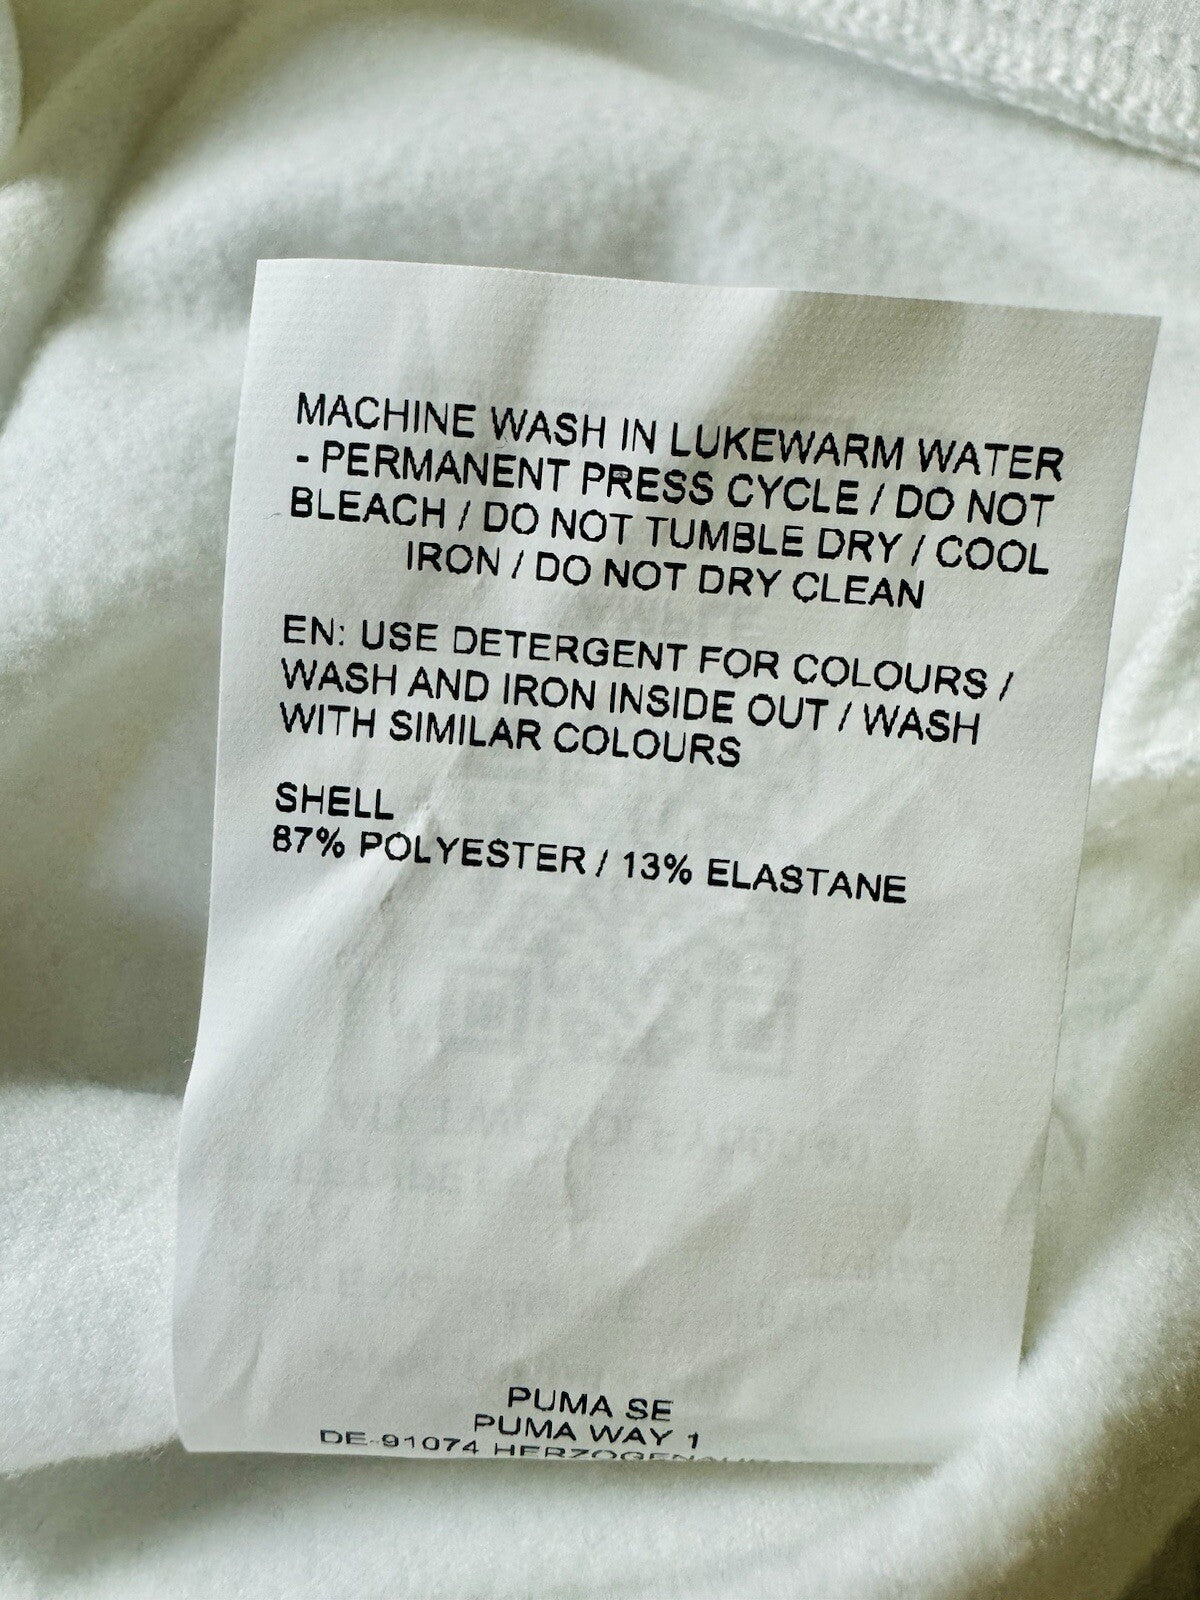 MACHINE WASH IN LUKEWARM WATER
- PERMANENT PRESS CYCLE / DO NOT
BLEACH / DO NOT TUMBLE DRY / COOL
IRON / DO NOT DRY CLEAN
EN: USE DETERGENT FOR COLOURS /
WASH AND IRON INSIDE OUT / WASH
WITH SIMILAR COLOURS
SHELL
87% POLYESTER / 13% ELASTANE
PUMA SE
PUMA WAY 1
DE-91074